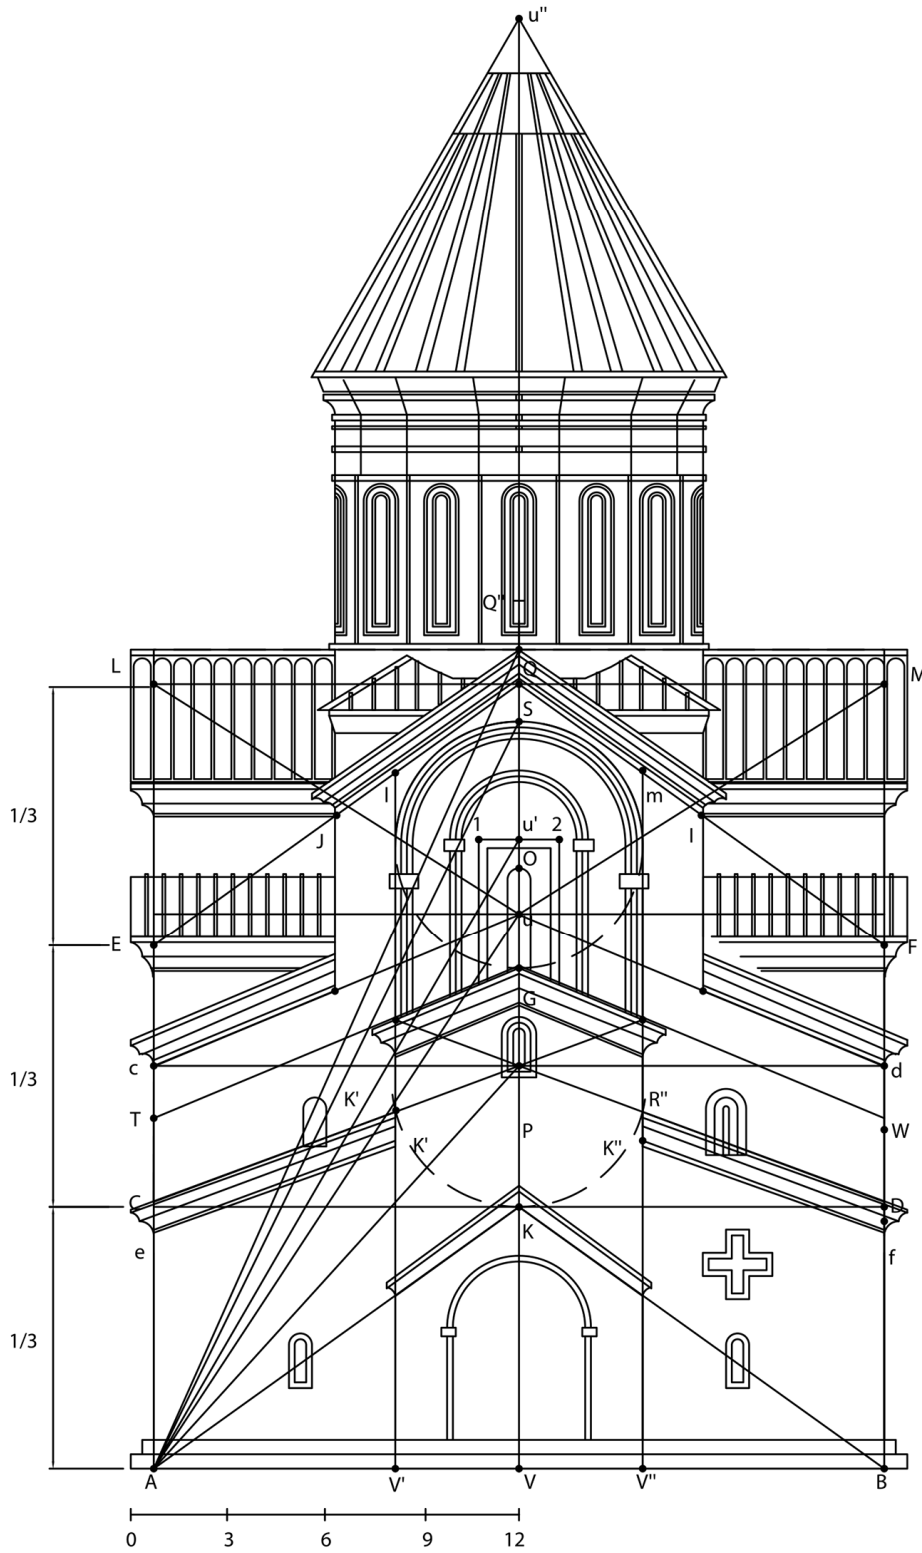 u"
Q"
L
Q
M
S
l
m
1/3
J
1
u'
2
I
O
u
E
F
G
c
d
1/3
K'
R"
T
K'
P
K"
W
C
D
K
e
f
1/3
A
V'
V
V"
B
0
3
6
9
12